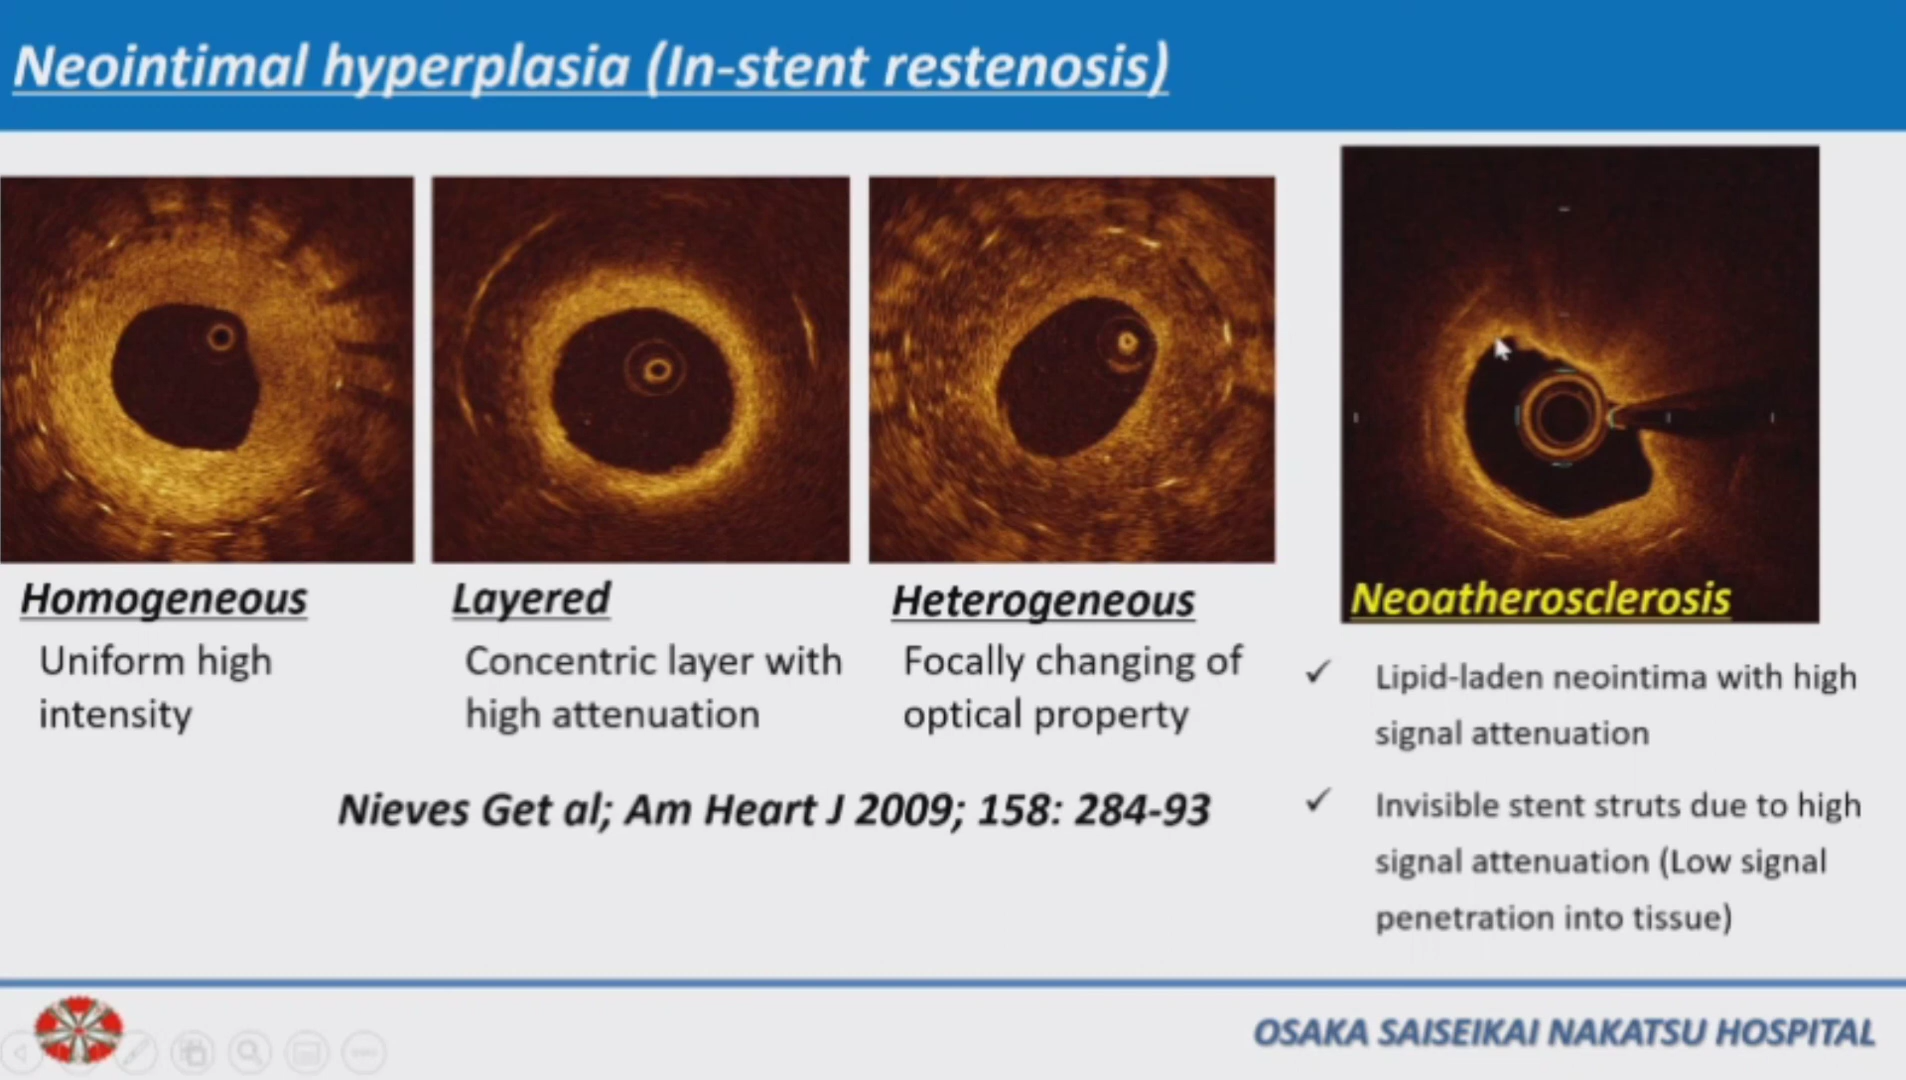 Neointimal hyperplasia (In-stent restenosis)
Homogeneous
Uniform high
intensity
Layered
Concentric layer with
high attenuation
Heterogeneous
Focally changing of
optical property
Nieves Get al; Am Heart J 2009; 158: 284-93
Neoatherosclerosis
✓ Lipid-laden neointima with high
signal attenuation
✓ Invisible stent struts due to high
signal attenuation (Low signal
penetration into tissue)
OSAKA SAISEIKAI NAKATSU HOSPITAL